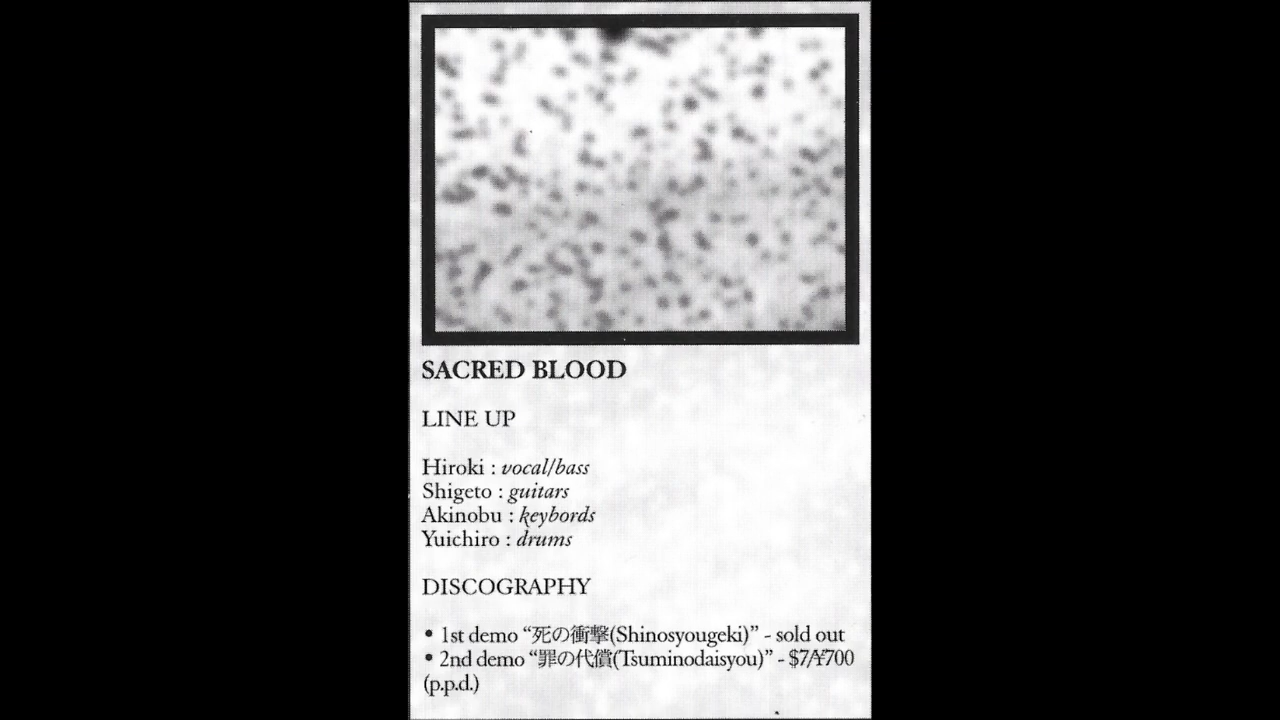 SACRED BLOOD
LINE UP
Hiroki : vocal/bass
Shigeto : guitars
Akinobu : keybords
Yuichiro : drums
DISCOGRAPHY
• 1st demo “死の衝撃(Shinosyougeki)” - sold out
• 2nd demo “罪の代償(Tsuminodaisyou)” - $7/¥700
(p.p.d.)